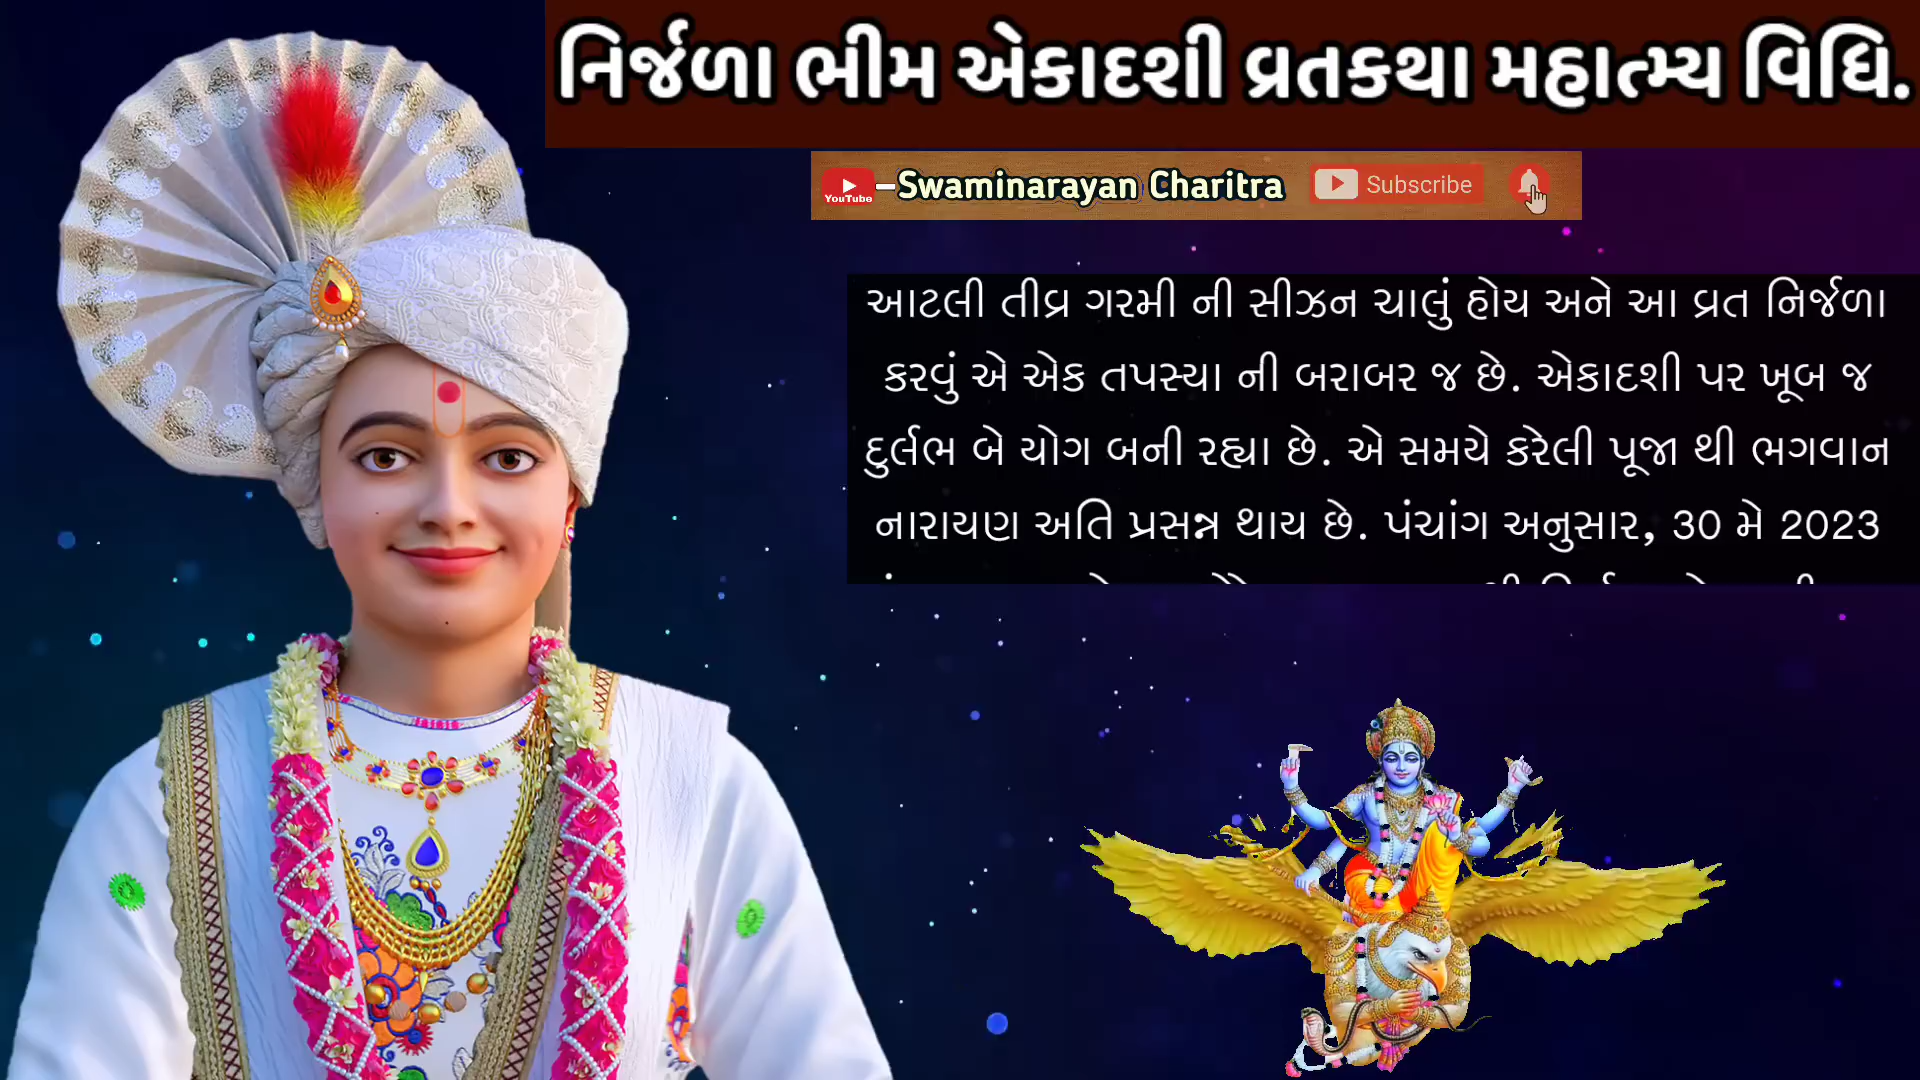 નિર્જળા ભીમ એકાદશી વ્રતકથા મહાત્મ્ય વિધિ.
YouTube –Swaminarayan Charitra Subscribe
આટલી તીવ્ર ગરમી ની સીઝન ચાલું હોય અને આ વ્રત નિર્જળા
કરવું એ એક તપસ્યા ની બરાબર જ છે. એકાદશી પર ખૂબ જ
દુર્લભ બે યોગ બની રહ્યા છે. એ સમયે કરેલી પૂજા થી ભગવાન
નારાયણ અતિ પ્રસન્ન થાય છે. પંચાંગ અનુસાર, 30 મે 2023